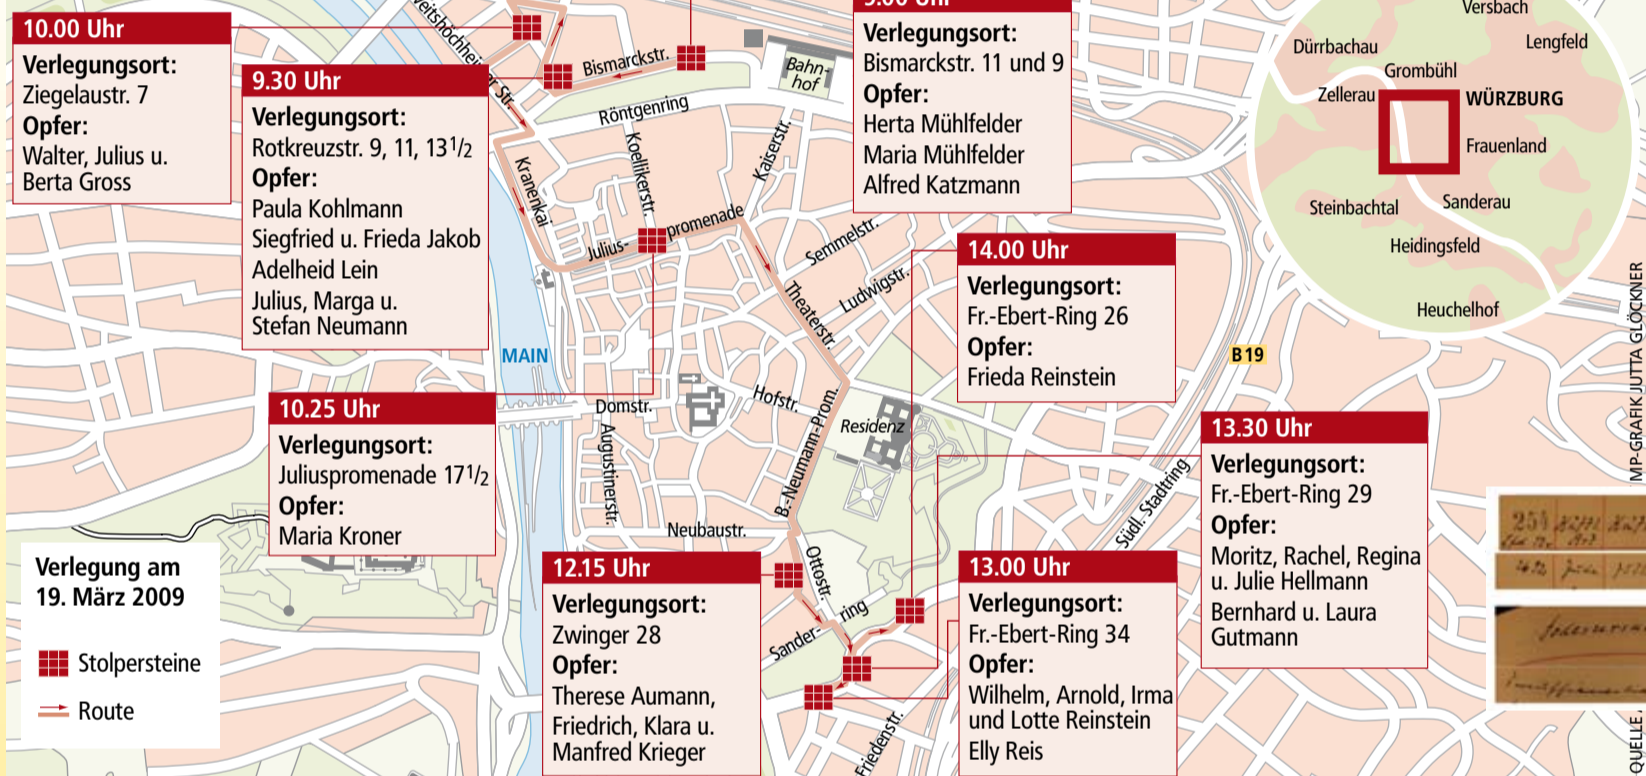 10.00 Uhr
Verlegungsort:
Ziegelaustr. 7
Opfer:
Walter, Julius u.
Berta Gross
9.30 Uhr
Verlegungsort:
Rotkreuzstr. 9, 11, 13 1/2
Opfer:
Paula Kohlmann
Siegfried u. Frieda Jakob
Adelheid Lein
Julius, Marga u.
Stefan Neumann
9.00 Uhr
Verlegungsort:
Bismarckstr. 11 und 9
Opfer:
Herta Mühlfelder
Maria Mühlfelder
Alfred Katzmann
10.25 Uhr
Verlegungsort:
Juliuspromenade 17 1/2
Opfer:
Maria Kroner
12.15 Uhr
Verlegungsort:
Zwinger 28
Opfer:
Therese Aumann,
Friedrich, Klara u.
Manfred Krieger
13.00 Uhr
Verlegungsort:
Fr.-Ebert-Ring 34
Opfer:
Wilhelm, Arnold, Irma
und Lotte Reinstein
Elly Reis
13.30 Uhr
Verlegungsort:
Fr.-Ebert-Ring 29
Opfer:
Moritz, Rachel, Regina
u. Julie Hellmann
Bernhard u. Laura
Gutmann
14.00 Uhr
Verlegungsort:
Fr.-Ebert-Ring 26
Opfer:
Frieda Reinstein
Verlegung am
19. März 2009
Stolpersteine
Route
Bismarckstr.
Bahn-
hof
Röntgenring
Koellikerstr.
Kaiserstr.
Kranenkai
Julius-
promenade
Semmelstr.
Ludwigstr.
Theaterstr.
MAIN
Domstr.
Hofstr.
Augustinerstr.
B.-Neumann-Prom.
Residenz
Neubaustr.
Ottostr.
Sander-
ring
Friedenstr.
Südl. Stadtring
B 19
Versbach
Lengfeld
Dürrbachau
Grombühl
Zellerau
WÜRZBURG
Frauenland
Steinbachtal
Sanderau
Heidingsfeld
Heuchelhof
MP-GRAFIK JUTTA GLÖCKNER
QUELLE